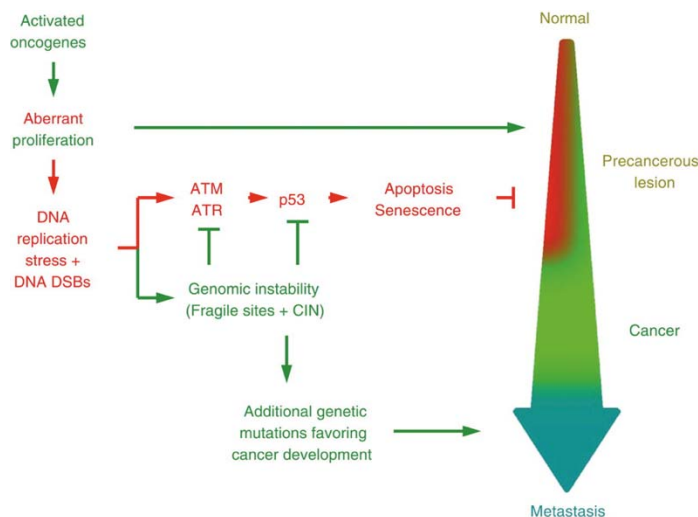 Activated
oncogenes
Normal
Aberrant
proliferation
Precancerous
lesion
ATM
ATR
p53
Apoptosis
Senescence
DNA
replication
stress +
DNA DSBs
Genomic instability
(Fragile sites + CIN)
Cancer
Additional genetic
mutations favoring
cancer development
Metastasis